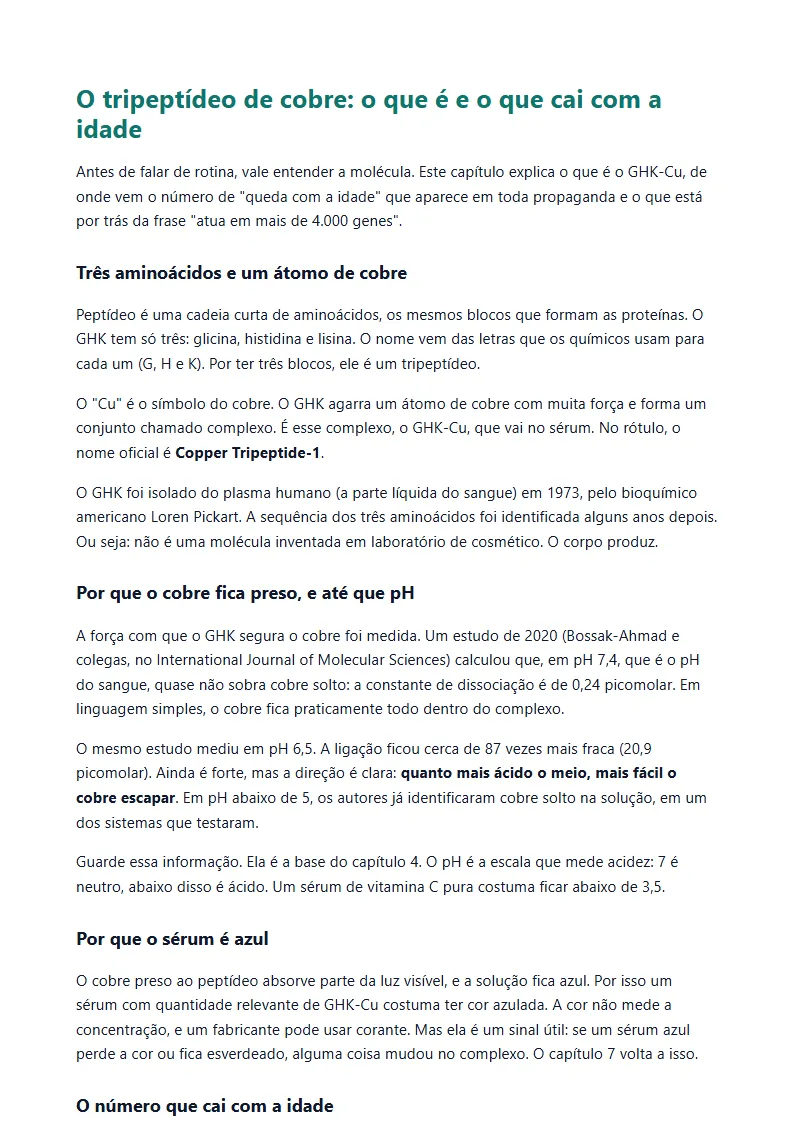 O tripeptídeo de cobre: o que é e o que cai com a
idade
Antes de falar de rotina, vale entender a molécula. Este capítulo explica o que é o GHK-Cu, de
onde vem o número de "queda com a idade" que aparece em toda propaganda e o que está
por trás da frase "atua em mais de 4.000 genes".
Três aminoácidos e um átomo de cobre
Peptídeo é uma cadeia curta de aminoácidos, os mesmos blocos que formam as proteínas. O
GHK tem só três: glicina, histidina e lisina. O nome vem das letras que os químicos usam para
cada um (G, H e K). Por ter três blocos, ele é um tripeptídeo.
O "Cu" é o símbolo do cobre. O GHK agarra um átomo de cobre com muita força e forma um
conjunto chamado complexo. É esse complexo, o GHK-Cu, que vai no sérum. No rótulo, o
nome oficial é Copper Tripeptide-1.
O GHK foi isolado do plasma humano (a parte líquida do sangue) em 1973, pelo bioquímico
americano Loren Pickart. A sequência dos três aminoácidos foi identificada alguns anos depois.
Ou seja: não é uma molécula inventada em laboratório de cosmético. O corpo produz.
Por que o cobre fica preso, e até que pH
A força com que o GHK segura o cobre foi medida. Um estudo de 2020 (Bossak-Ahmad e
colegas, no International Journal of Molecular Sciences) calculou que, em pH 7,4, que é o pH
do sangue, quase não sobra cobre solto: a constante de dissociação é de 0,24 picomolar. Em
linguagem simples, o cobre fica praticamente todo dentro do complexo.
O mesmo estudo mediu em pH 6,5. A ligação ficou cerca de 87 vezes mais fraca (20,9
picomolar). Ainda é forte, mas a direção é clara: quanto mais ácido o meio, mais fácil o
cobre escapar. Em pH abaixo de 5, os autores já identificaram cobre solto na solução, em um
dos sistemas que testaram.
Guarde essa informação. Ela é a base do capítulo 4. O pH é a escala que mede acidez: 7 é
neutro, abaixo disso é ácido. Um sérum de vitamina C pura costuma ficar abaixo de 3,5.
Por que o sérum é azul
O cobre preso ao peptídeo absorve parte da luz visível, e a solução fica azul. Por isso um
sérum com quantidade relevante de GHK-Cu costuma ter cor azulada. A cor não mede a
concentração, e um fabricante pode usar corante. Mas ela é um sinal útil: se um sérum azul
perde a cor ou fica esverdeado, alguma coisa mudou no complexo. O capítulo 7 volta a isso.
O número que cai com a idade